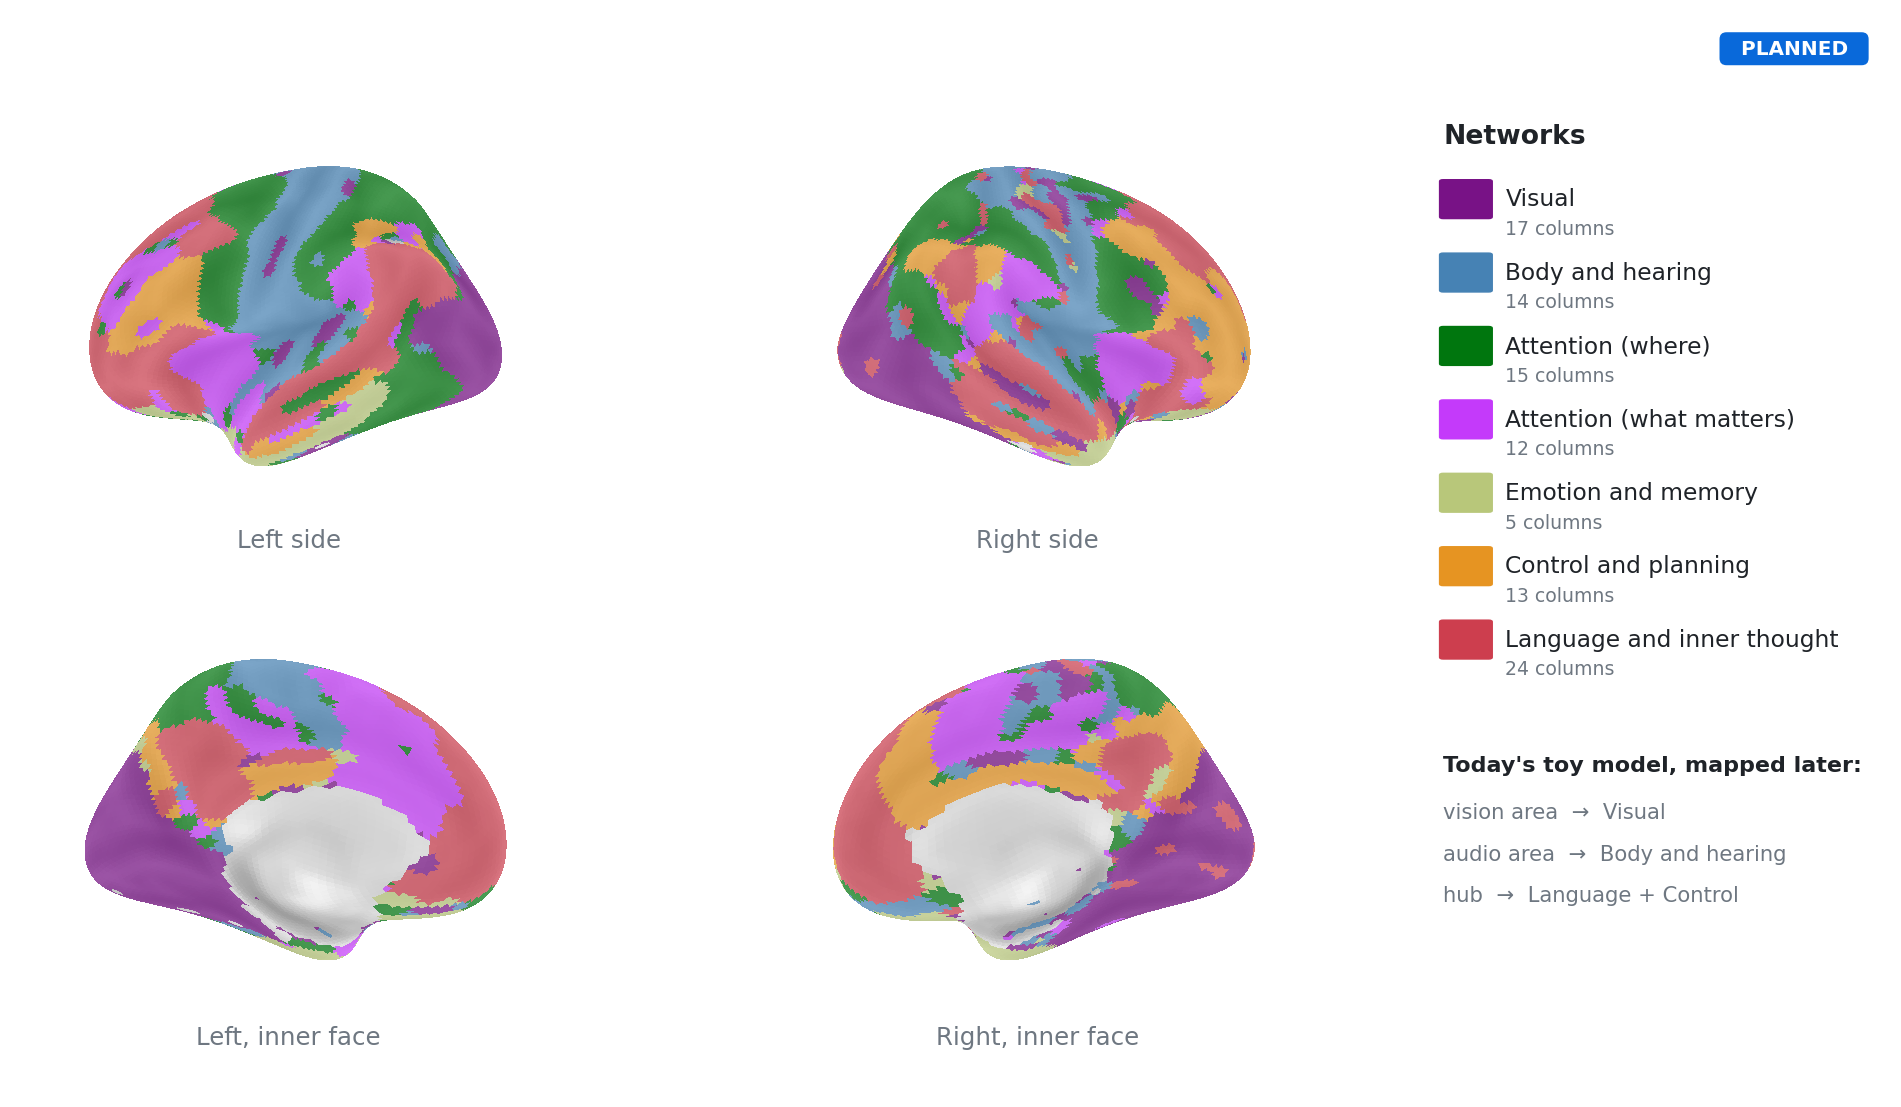 PLANNED
Networks
Visual
17 columns
Body and hearing
14 columns
Attention (where)
15 columns
Attention (what matters)
12 columns
Emotion and memory
5 columns
Control and planning
13 columns
Language and inner thought
24 columns
Left side
Right side
Today's toy model, mapped later:
vision area → Visual
audio area → Body and hearing
hub → Language + Control
Left, inner face
Right, inner face